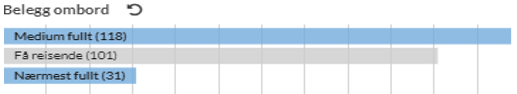 Belegg ombord
Medium fullt (118)
Få reisende (101)
Nærmest fullt (31)